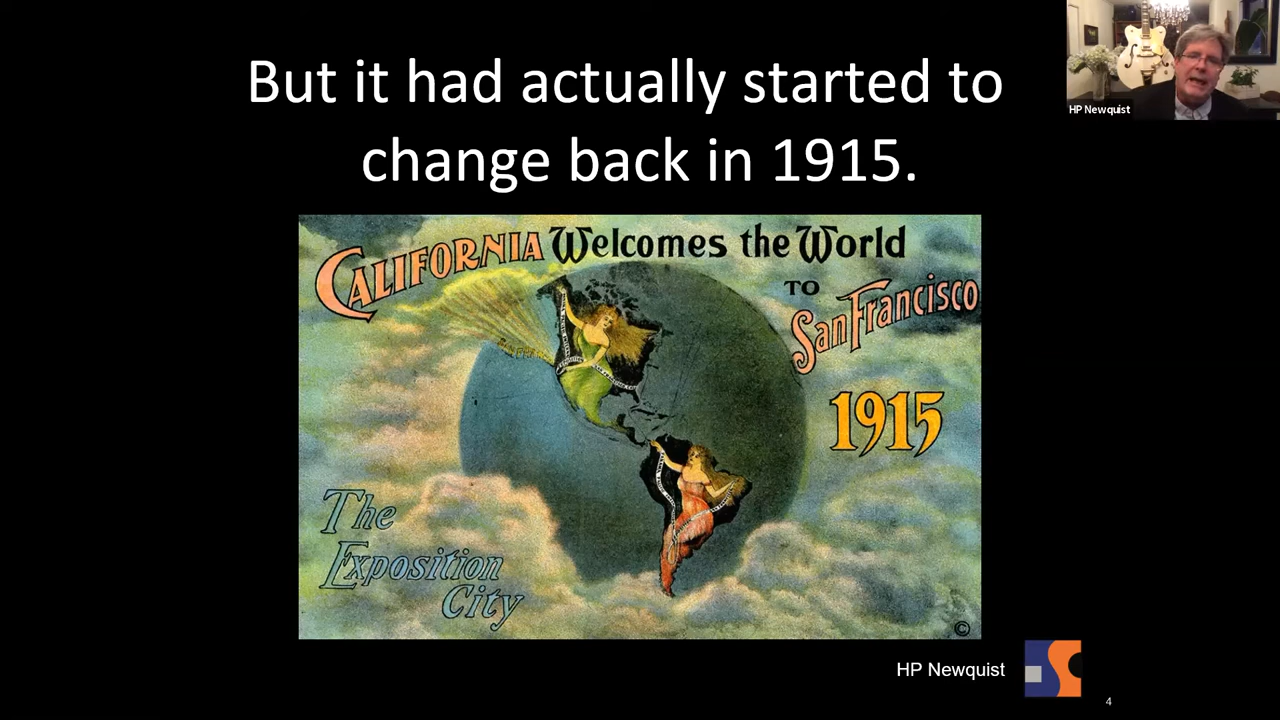 But it had actually started to
change back in 1915.
HP Newquist
CALIFORNIA Welcomes the World
TO
San Francisco
1915
The
Exposition
City
©
HP Newquist
4